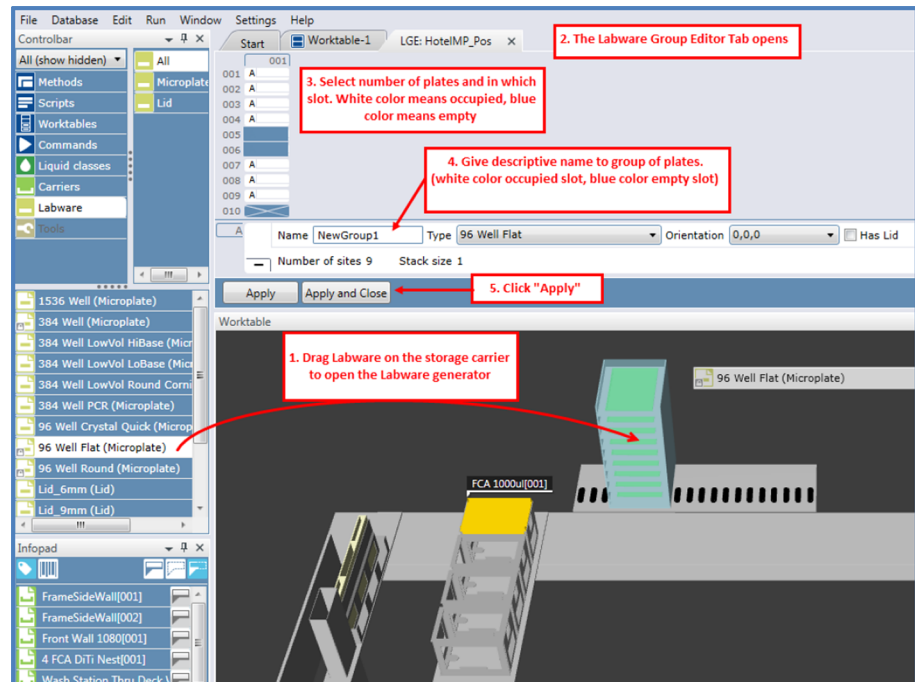 File Database Edit Run Window Settings Help
Controlbar
All (show hidden)
Methods
Scripts
Worktables
Commands
Liquid classes
Carriers
Labware
Tools
All
Microplate
Lid
Start
Worktable-1
LGE: HotelMP_Pos
2. The Labware Group Editor Tab opens
001
001 A
002 A
003 A
004 A
005
006
007 A
008 A
009 A
010
3. Select number of plates and in which
slot. White color means occupied, blue
color means empty
4. Give descriptive name to group of plates.
(white color occupied slot, blue color empty slot)
A
Name NewGroup1 Type 96 Well Flat Orientation 0,0,0 Has Lid
Number of sites 9 Stack size 1
Apply
Apply and Close
5. Click "Apply"
1536 Well (Microplate)
384 Well (Microplate)
384 Well LowVol HiBase (Micr
384 Well LowVol LoBase (Micr
384 Well LowVol Round Corni
384 Well PCR (Microplate)
96 Well Crystal Quick (Microp
96 Well Flat (Microplate)
96 Well Round (Microplate)
Lid_6mm (Lid)
Lid_9mm (Lid)
Worktable
1. Drag Labware on the storage carrier
to open the Labware generator
96 Well Flat (Microplate)
FCA 1000ul[001]
Infopad
FrameSideWall[001]
FrameSideWall[002]
Front Wall 1080[001]
4 FCA DiTi Nest[001]
Wash Station Thru Deck